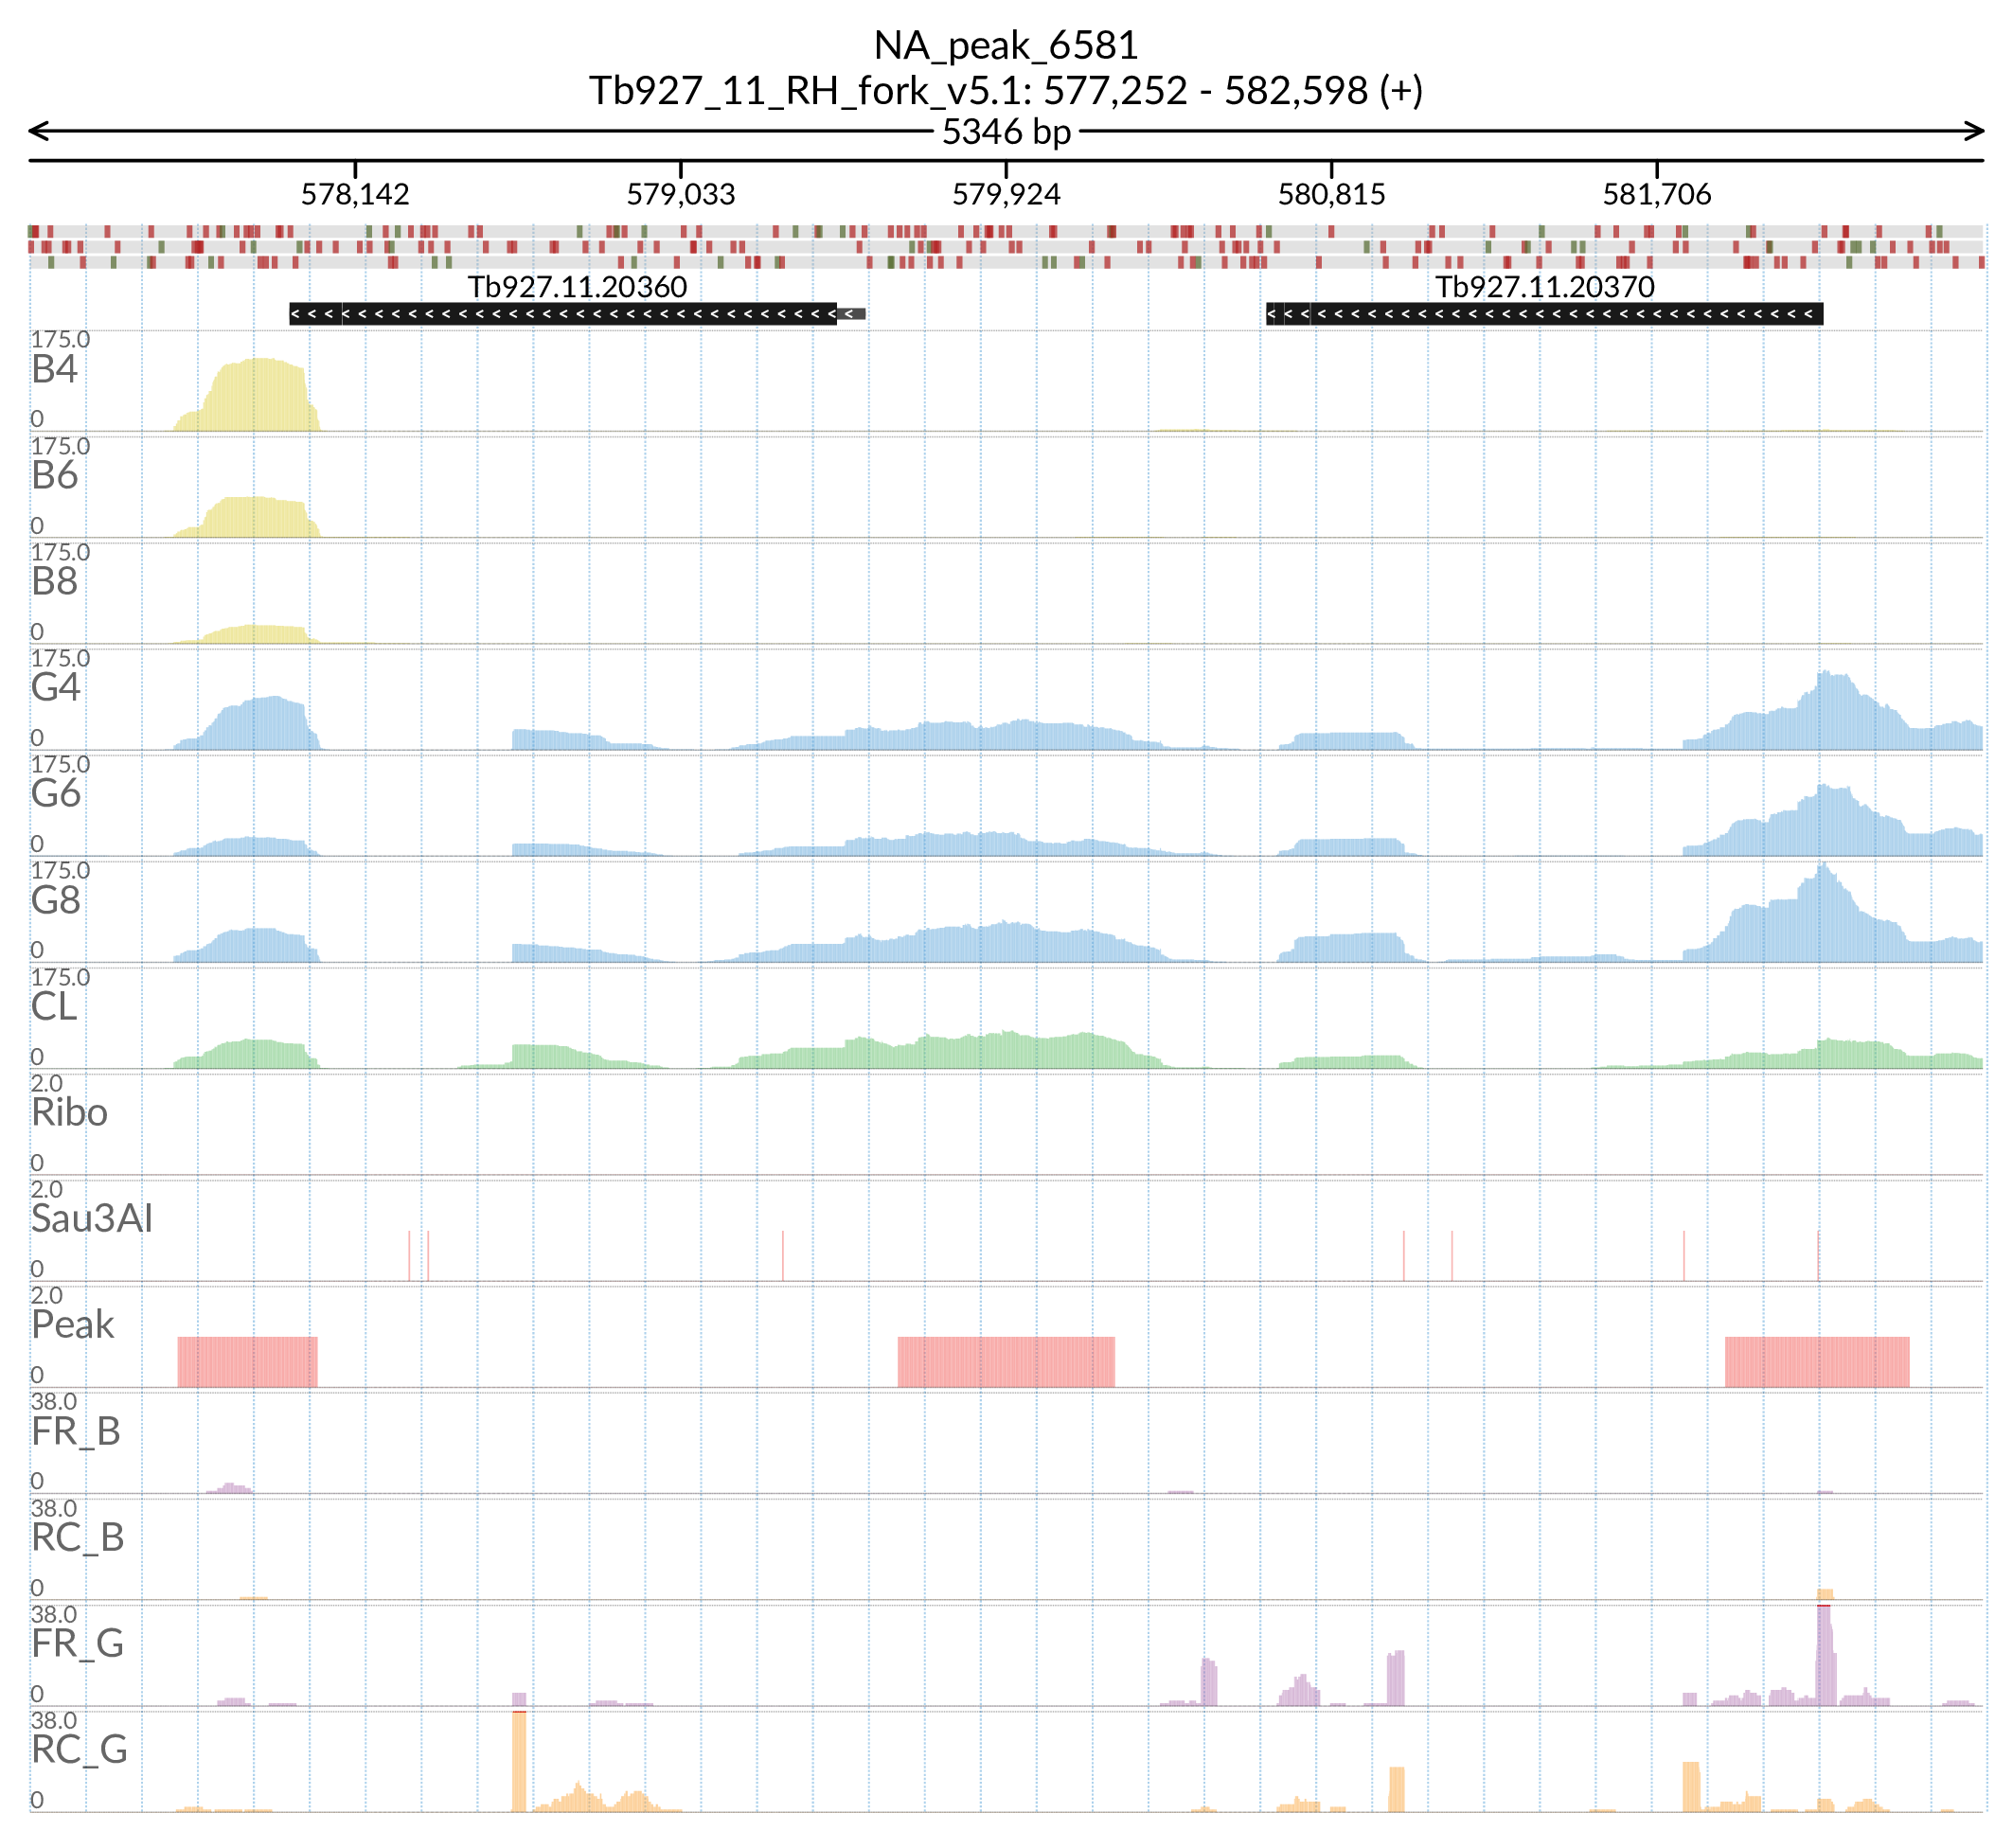 NA_peak_6581
Tb927_11_RH_fork_v5.1: 577,252 - 582,598 (+)
5346 bp
578,142 579,033 579,924 580,815 581,706
Tb927.11.20360 Tb927.11.20370
175.0
B4
0
175.0
B6
0
175.0
B8
0
175.0
G4
0
175.0
G6
0
175.0
G8
0
175.0
CL
0
2.0
Ribo
0
2.0
Sau3AI
0
2.0
Peak
0
38.0
FR_B
0
38.0
RC_B
0
38.0
FR_G
0
38.0
RC_G
0